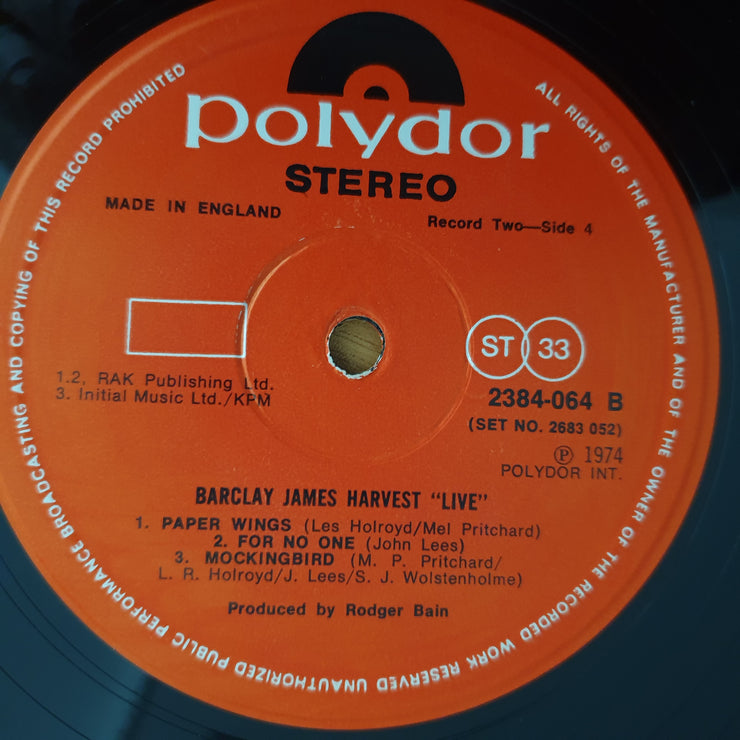 polydor
STEREO
MADE IN ENGLAND
Record Two—Side 4
ST 33
1.2, RAK Publishing Ltd.
3. Initial Music Ltd./KPM
2384-064 B
(SET NO. 2683 052)
Ⓟ 1974
POLYDOR INT.
BARCLAY JAMES HARVEST "LIVE"
1. PAPER WINGS (Les Holroyd/Mel Pritchard)
2. FOR NO ONE (John Lees)
3. MOCKINGBIRD (M. P. Pritchard/
L. R. Holroyd/J. Lees/S. J. Wolstenholme)
Produced by Rodger Bain
ALL RIGHTS OF THE MANUFACTURER AND OF THE OWNER OF THE RECORDED WORK RESERVED UNAUTHORIZED PUBLIC PERFORMANCE BROADCASTING AND COPYING OF THIS RECORD PROHIBITED